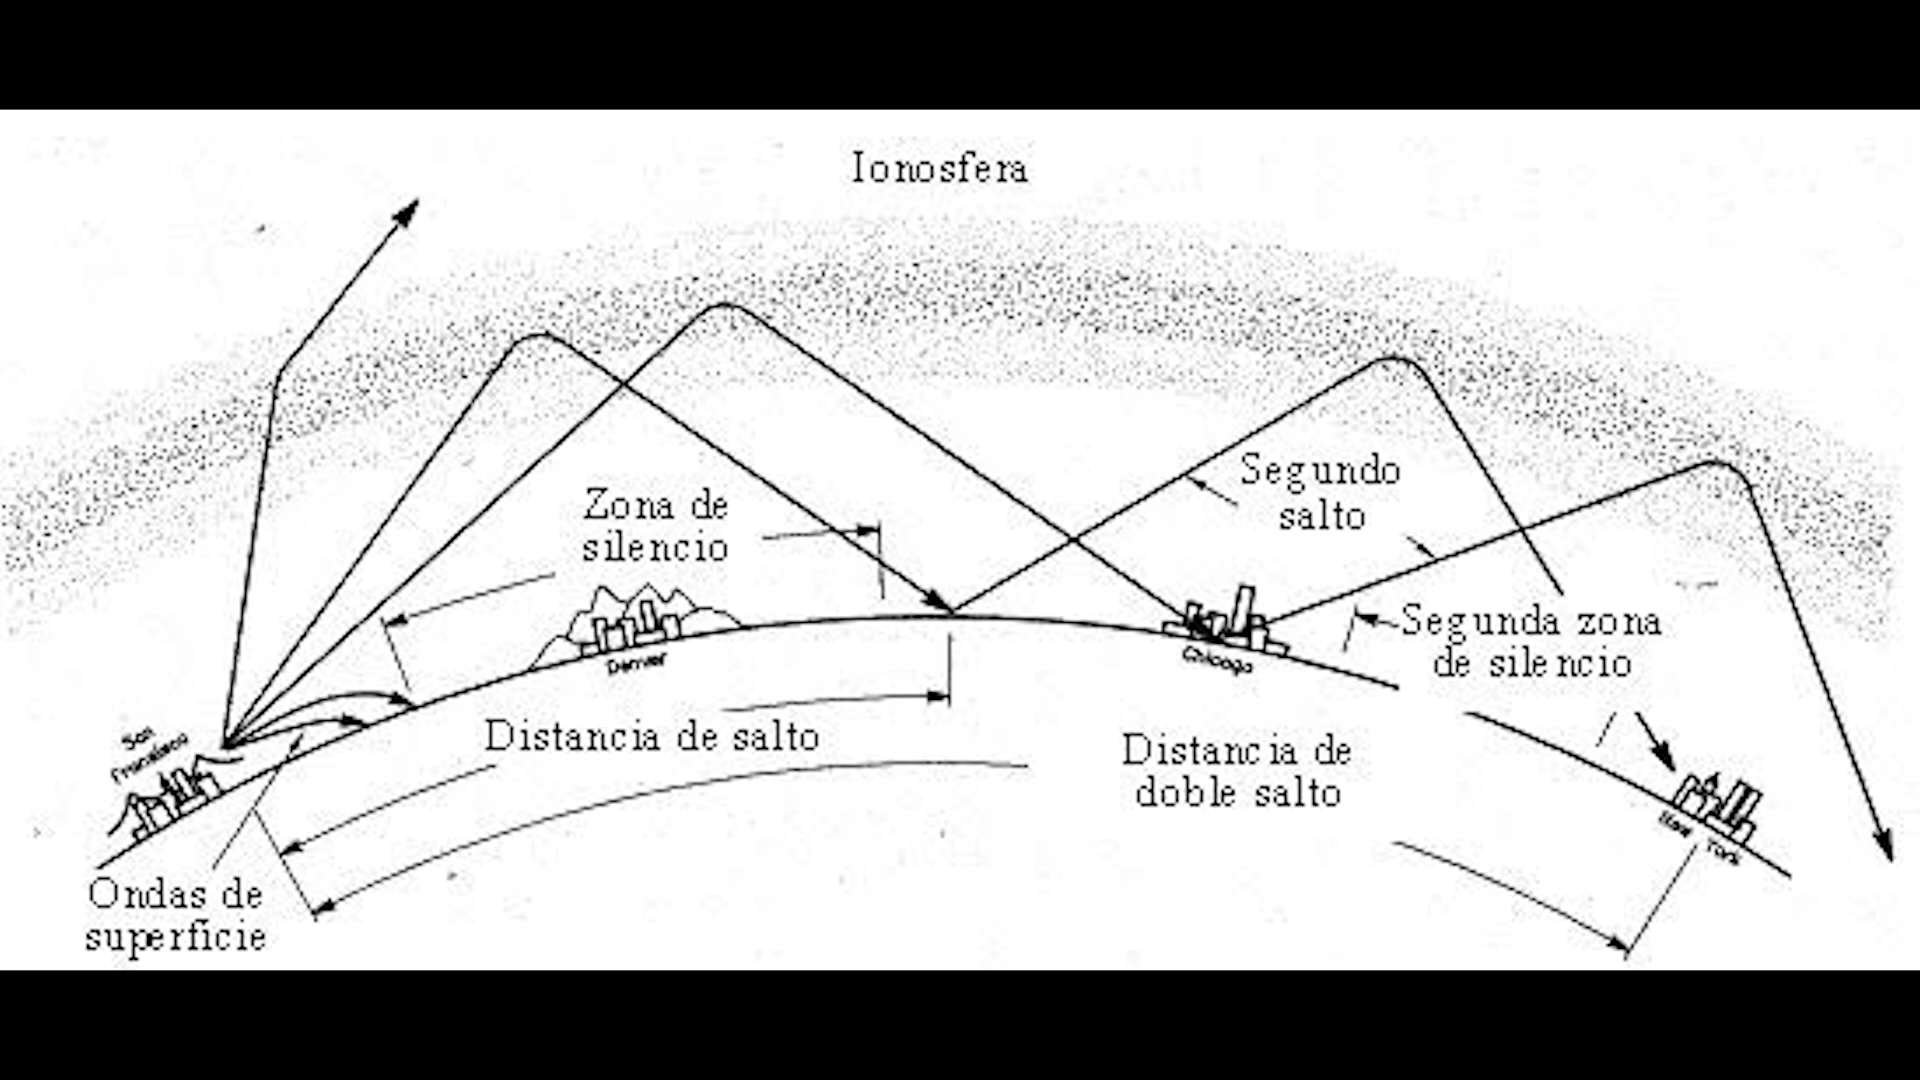 Ionosfera
Zona de
silencio
Segundo
salto
Segunda zona
de silencio
Denver
Chicago
San
Francisco
Distancia de salto
Distancia de
doble salto
New York
Ondas de
superficie